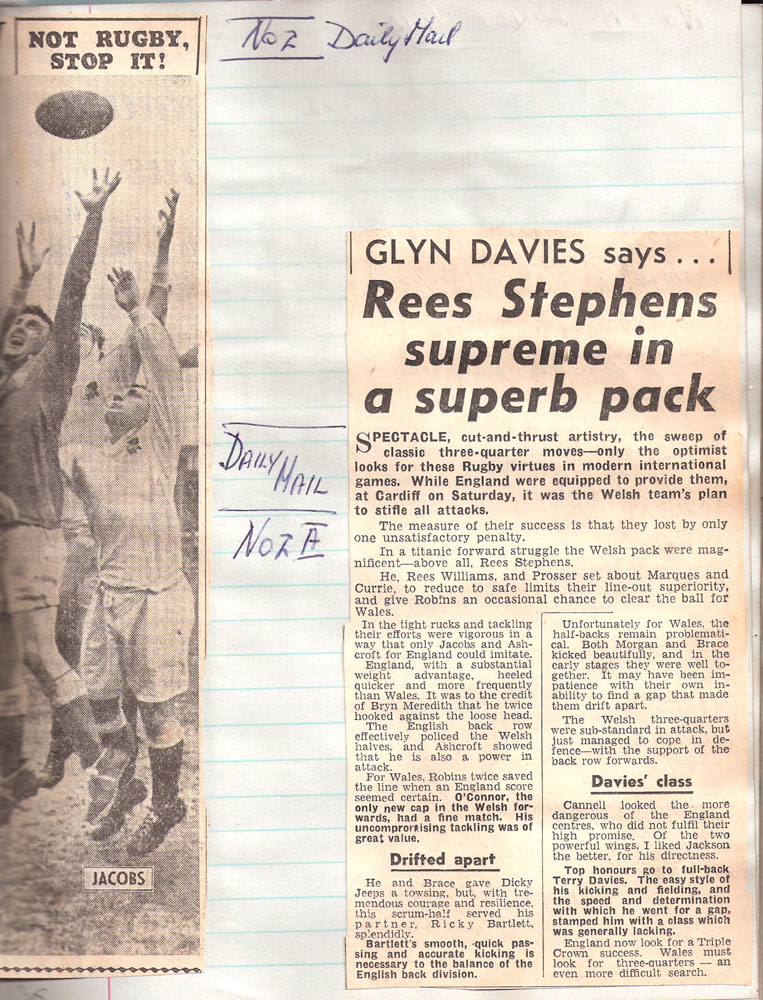 NOT RUGBY,
STOP IT!
JACOBS
No 2 Daily Mail
DAILY
MAIL
No 2 A
GLYN DAVIES says...
Rees Stephens
supreme in
a superb pack
SPECTACLE, cut-and-thrust artistry, the sweep of
classic three-quarter moves—only the optimist
looks for these Rugby virtues in modern international
games. While England were equipped to provide them,
at Cardiff on Saturday, it was the Welsh team's plan
to stifle all attacks.
The measure of their success is that they lost by only
one unsatisfactory penalty.
In a titanic forward struggle the Welsh pack were mag-
nificent—above all, Rees Stephens.
He, Rees Williams, and Prosser set about Marques and
Currie, to reduce to safe limits their line-out superiority,
and give Robins an occasional chance to clear the ball for
Wales.
In the tight rucks and tackling
their efforts were vigorous in a
way that only Jacobs and Ash-
croft for England could imitate.
England, with a substantial
weight advantage, heeled
quicker and more frequently
than Wales. It was to the credit
of Bryn Meredith that he twice
hooked against the loose head.
The English back row
effectively policed the Welsh
halves, and Ashcroft showed
that he is also a power in
attack.
For Wales, Robins twice saved
the line when an England score
seemed certain. O'Connor, the
only new cap in the Welsh for-
wards, had a fine match. His
uncompromising tackling was of
great value.
Drifted apart
He and Brace gave Dicky
Jeeps a towsing, but, with tre-
mendous courage and resilience,
this scrum-half served his
partner, Ricky Bartlett,
splendidly.
Bartlett's smooth, quick pas-
sing and accurate kicking is
necessary to the balance of the
English back division.
Unfortunately for Wales, the
half-backs remain problemati-
cal. Both Morgan and Brace
kicked beautifully, and in the
early stages they were well to-
gether. It may have been im-
patience with their own in-
ability to find a gap that made
them drift apart.
The Welsh three-quarters
were sub-standard in attack, but
just managed to cope in de-
fence—with the support of the
back row forwards.
Davies' class
Cannell looked the more
dangerous of the England
centres, who did not fulfil their
high promise. Of the two
powerful wings, I liked Jackson
the better, for his directness.
Top honours go to full-back
Terry Davies. The easy style of
his kicking and fielding, and
the speed and determination
with which he went for a gap,
stamped him with a class which
was generally lacking.
England now look for a Triple
Crown success. Wales must
look for three-quarters — an
even more difficult search.